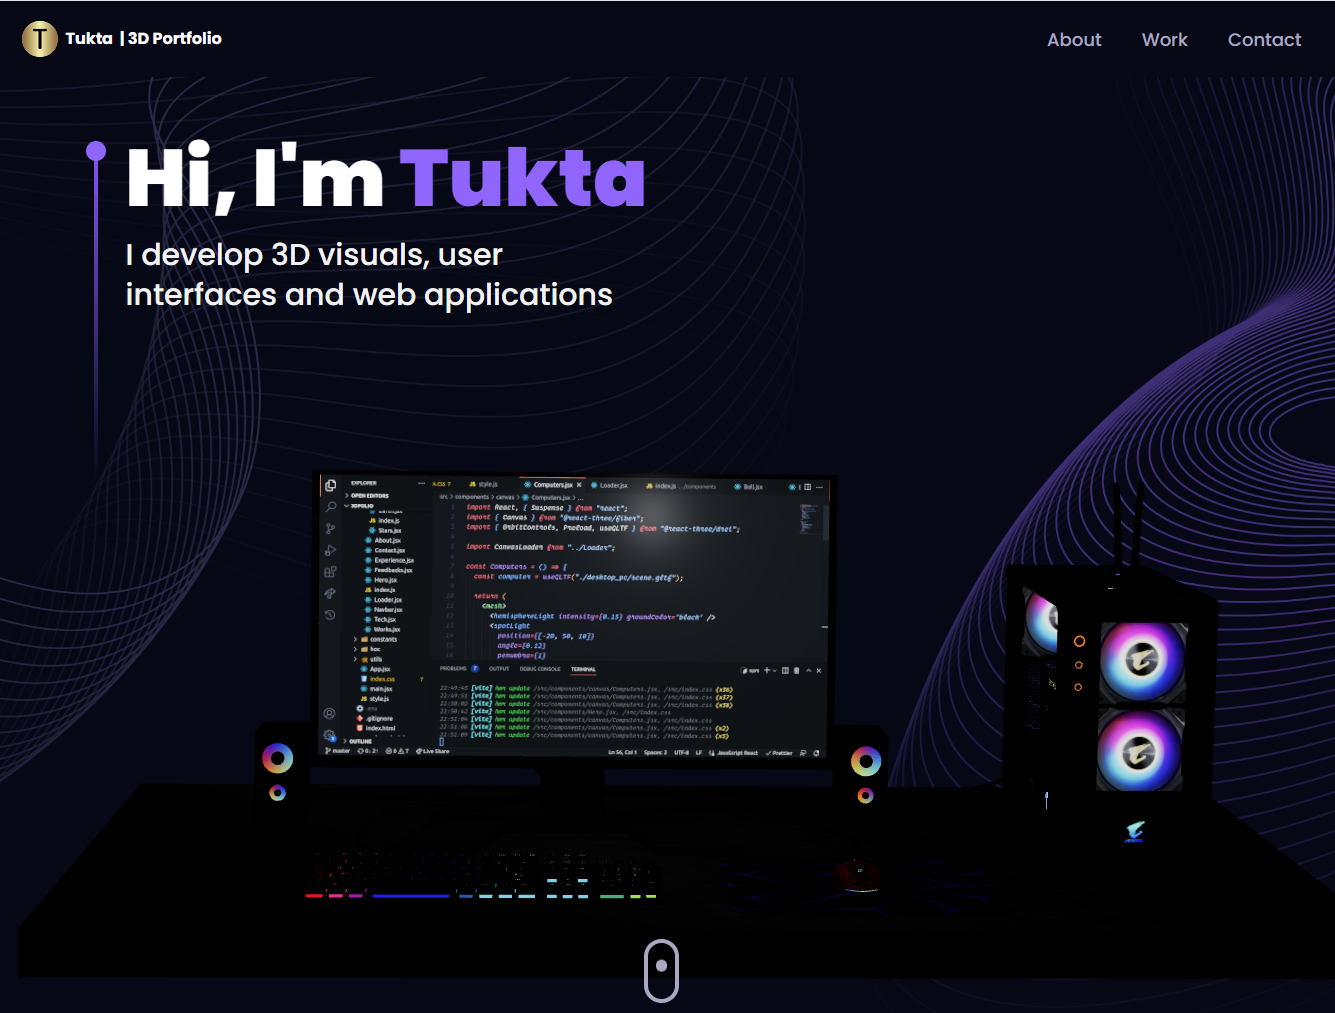 T Tukta | 3D Portfolio
About Work Contact
Hi, I'm Tukta
I develop 3D visuals, user
interfaces and web applications
EXPLORER
OPEN EDITORS
3DFOLIO
index.js
Stars.js
About.jsx
Contact.jsx
Experience.jsx
Feedbacks.jsx
Hero.jsx
index.js
Loader.jsx
Navbar.jsx
Tech.jsx
Works.jsx
constants
hoc
utils
App.jsx
index.css 7
main.jsx
style.js
.env
.gitignore
index.html
OUTLINE
x.css 7 style.js Computers.jsx Loader.jsx index.js .../components Ball.jsx
src > components > canvas > Computers.jsx > ...
import React, { Suspense } from "react";
import { Canvas } from "@react-three/fiber";
import { OrbitControls, Preload, useGLTF } from "@react-three/drei";
import CanvasLoader from "../Loader";
const Computers = () => {
const computer = useGLTF("./desktop_pc/scene.gltf");
return (
<mesh>
<hemisphereLight intensity={0.15} groundColor="black" />
<spotLight
position={[-20, 50, 10]}
angle={0.12}
penumbra={1}
PROBLEMS 7 OUTPUT DEBUG CONSOLE TERMINAL
[vite] hmr update /src/components/canvas/Computers.jsx, /src/index.css
[vite] hmr update /src/components/canvas/Computers.jsx, /src/index.css
[vite] hmr update /src/components/canvas/Computers.jsx, /src/index.css
[vite] hmr update /src/components/Hero.jsx, /src/index.css
[vite] hmr update /src/components/canvas/Computers.jsx, /src/index.css
[vite] hmr update /src/components/canvas/Computers.jsx, /src/index.css (x2)
[vite] hmr update /src/components/canvas/Computers.jsx, /src/index.css
master Live Share Ln 56, Col 1 Spaces: 2 UTF-8 LF JavaScript React Prettier